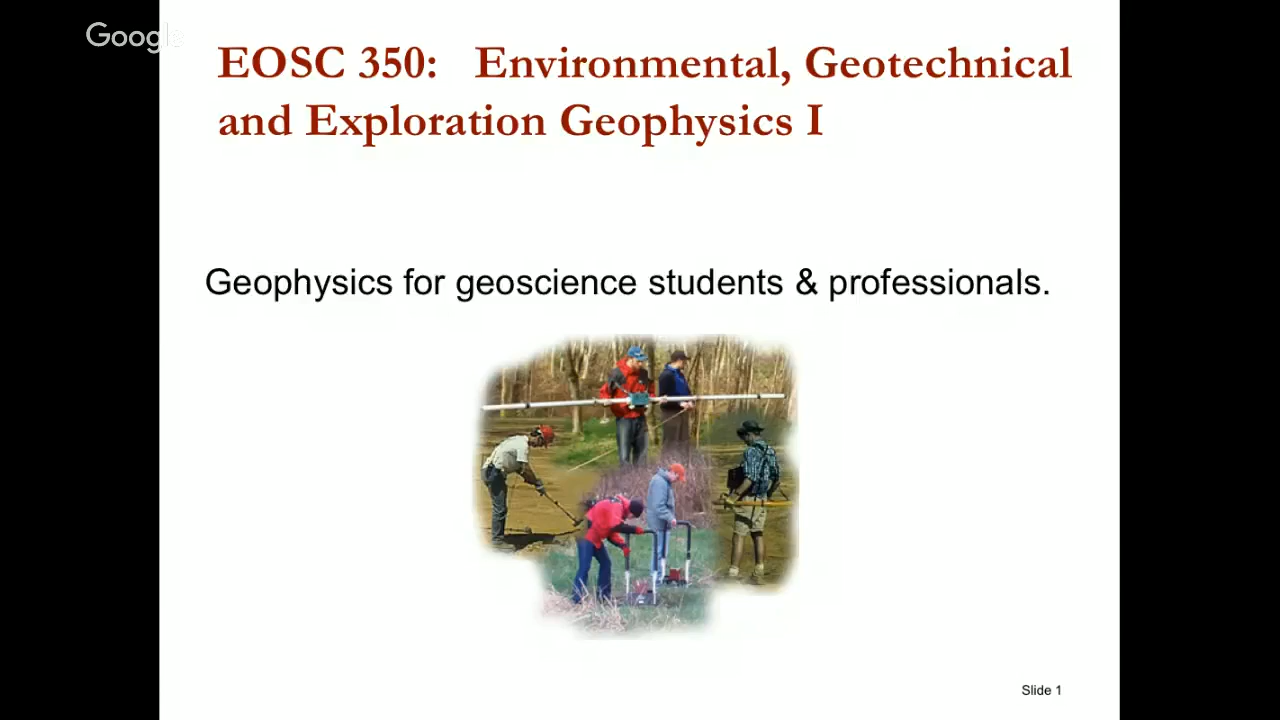 Google
EOSC 350: Environmental, Geotechnical
and Exploration Geophysics I
Geophysics for geoscience students & professionals.
Slide 1